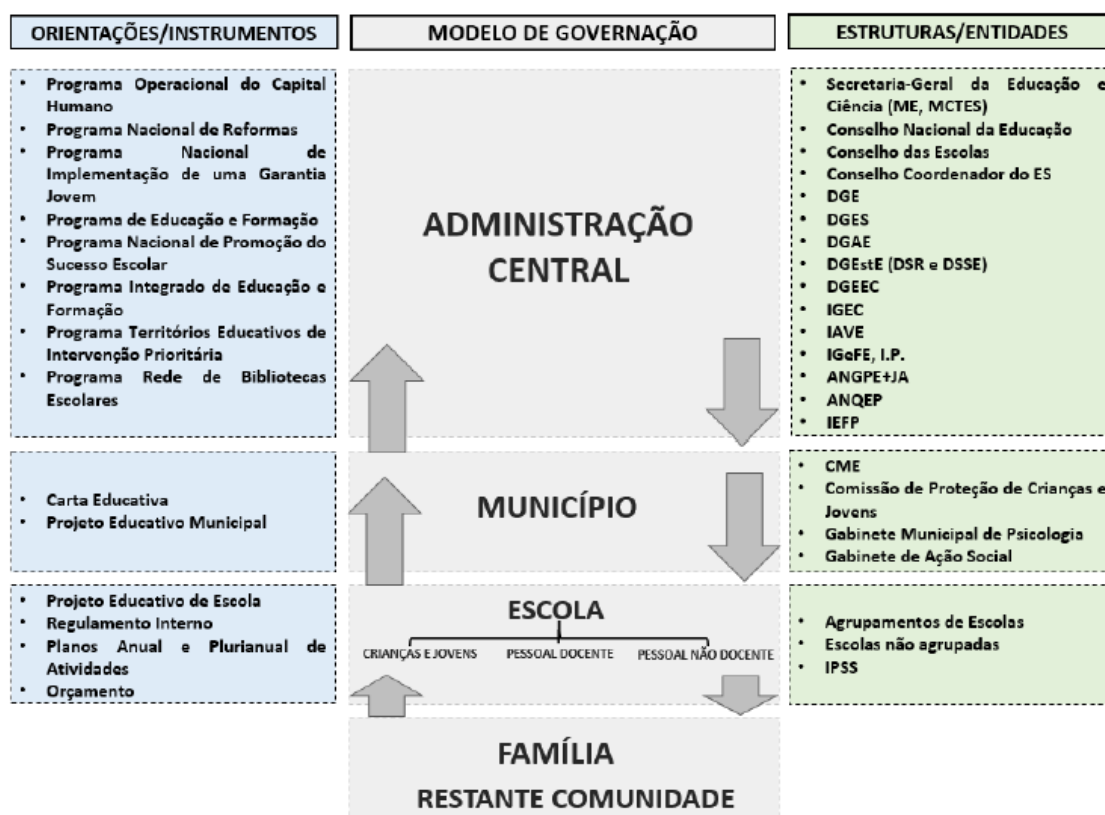 ORIENTAÇÕES/INSTRUMENTOS
MODELO DE GOVERNAÇÃO
ESTRUTURAS/ENTIDADES
• Programa Operacional do Capital
Humano
• Programa Nacional de Reformas
• Programa Nacional de
Implementação de uma Garantia
Jovem
• Programa de Educação e Formação
• Programa Nacional de Promoção do
Sucesso Escolar
• Programa Integrado de Educação e
Formação
• Programa Territórios Educativos de
Intervenção Prioritária
• Programa Rede de Bibliotecas
Escolares
ADMINISTRAÇÃO
CENTRAL
• Secretaria-Geral da Educação e
Ciência (ME, MCTES)
• Conselho Nacional da Educação
• Conselho das Escolas
• Conselho Coordenador do ES
• DGE
• DGES
• DGAE
• DGEstE (DSR e DSSE)
• DGEEC
• IGEC
• IAVE
• IGeFE, I.P.
• ANGPE+JA
• ANQEP
• IEFP
• Carta Educativa
• Projeto Educativo Municipal
MUNICÍPIO
• CME
• Comissão de Proteção de Crianças e
Jovens
• Gabinete Municipal de Psicologia
• Gabinete de Ação Social
• Projeto Educativo de Escola
• Regulamento Interno
• Planos Anual e Plurianual de
Atividades
• Orçamento
ESCOLA
CRIANÇAS E JOVENS
PESSOAL DOCENTE
PESSOAL NÃO DOCENTE
• Agrupamentos de Escolas
• Escolas não agrupadas
• IPSS
FAMÍLIA
RESTANTE COMUNIDADE